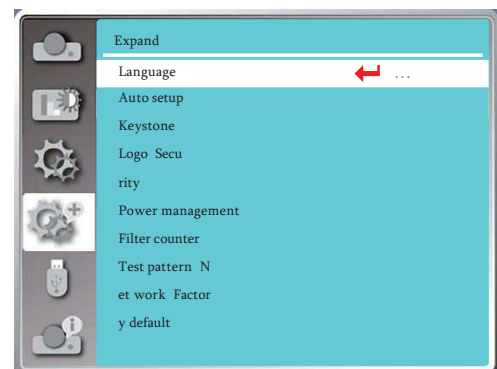 Expand
Language ...
Auto setup
Keystone
Logo Secu
rity
Power management
Filter counter
Test pattern N
et work Factor
y default